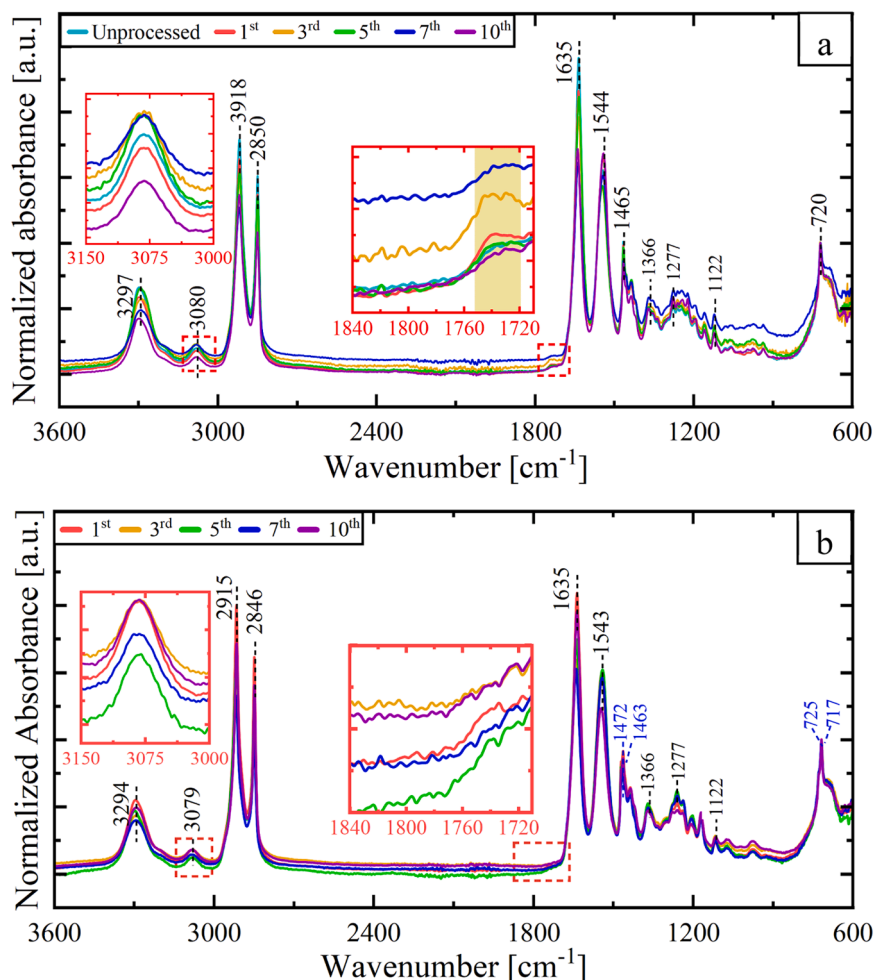 Unprocessed 1st 3rd 5th 7th 10th
a
Normalized absorbance [a.u.]
3150 3075 3000
1840 1800 1760 1720
3297
3080
3918
2850
1635
1544
1465
1366
1277
1122
720
3600 3000 2400 1800 1200 600
Wavenumber [cm-1]
1st 3rd 5th 7th 10th
b
Normalized Absorbance [a.u.]
3150 3075 3000
1840 1800 1760 1720
3294
3079
2915
2846
1635
1543
1472
1463
1366
1277
1122
725
717
3600 3000 2400 1800 1200 600
Wavenumber [cm-1]